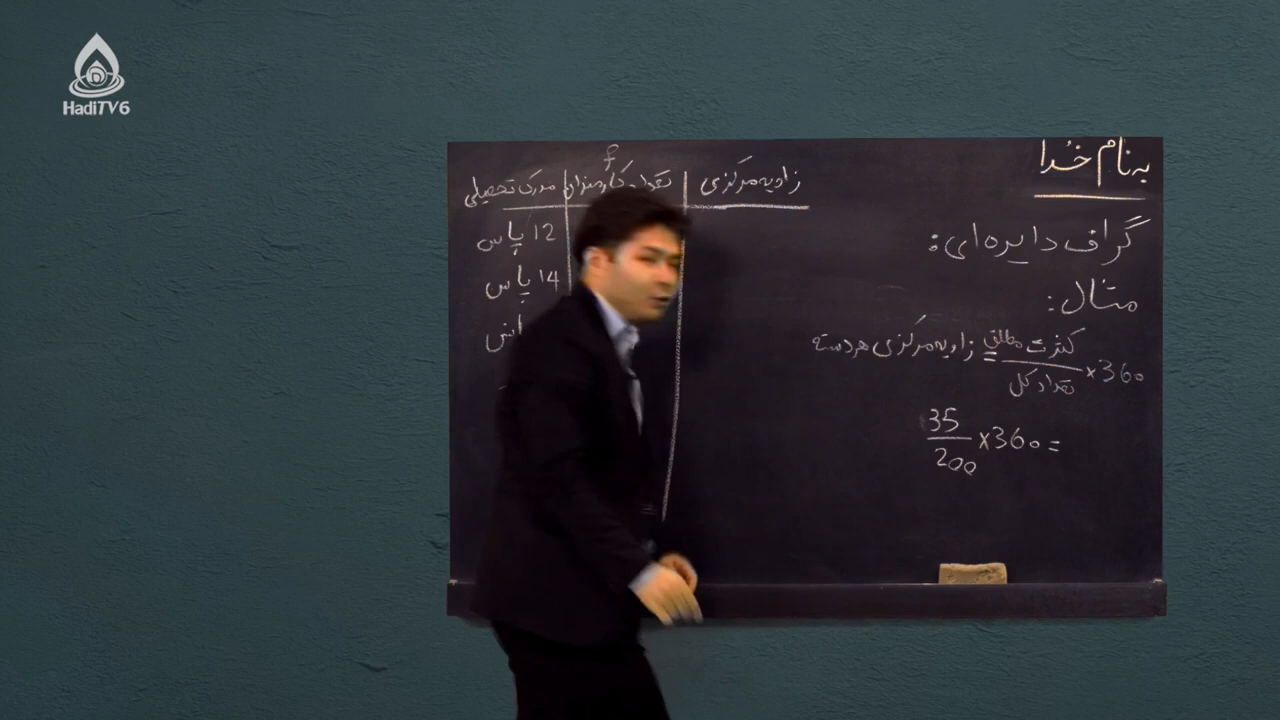 HadiTV6
به نام خدا
گراف دایره‌ای:
مثال:
زاویه مرکزی هر دسته = کثرت مطلق / تعداد کل × 360
35/200 × 360 =
f
مدرک تحصیلی | تعداد کارمندان | زاویه مرکزی
12 پاس
14 پاس